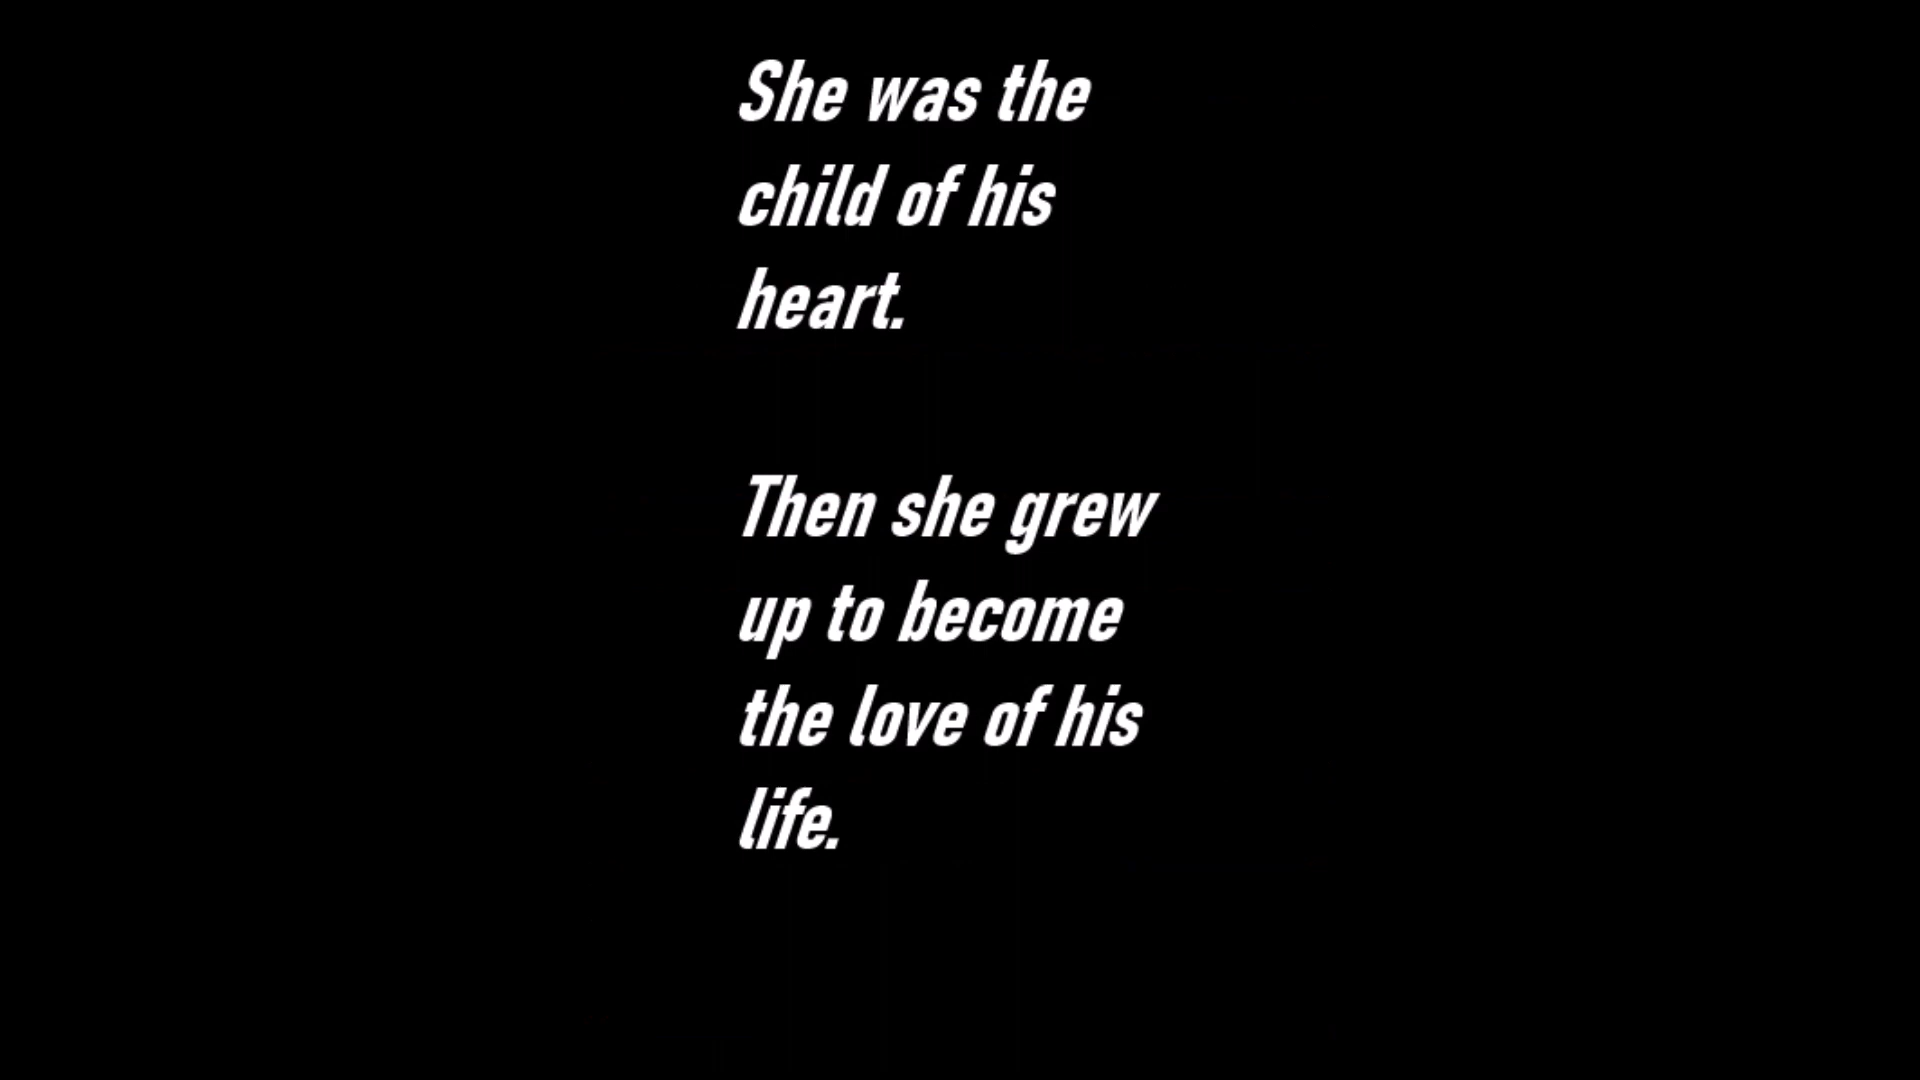 She was the
child of his
heart.
Then she grew
up to become
the love of his
life.